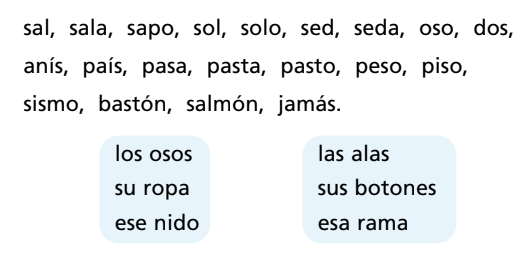 sal, sala, sapo, sol, solo, sed, seda, oso, dos,
anís, país, pasa, pasta, pasto, peso, piso,
sismo, bastón, salmón, jamás.
los osos
su ropa
ese nido
las alas
sus botones
esa rama